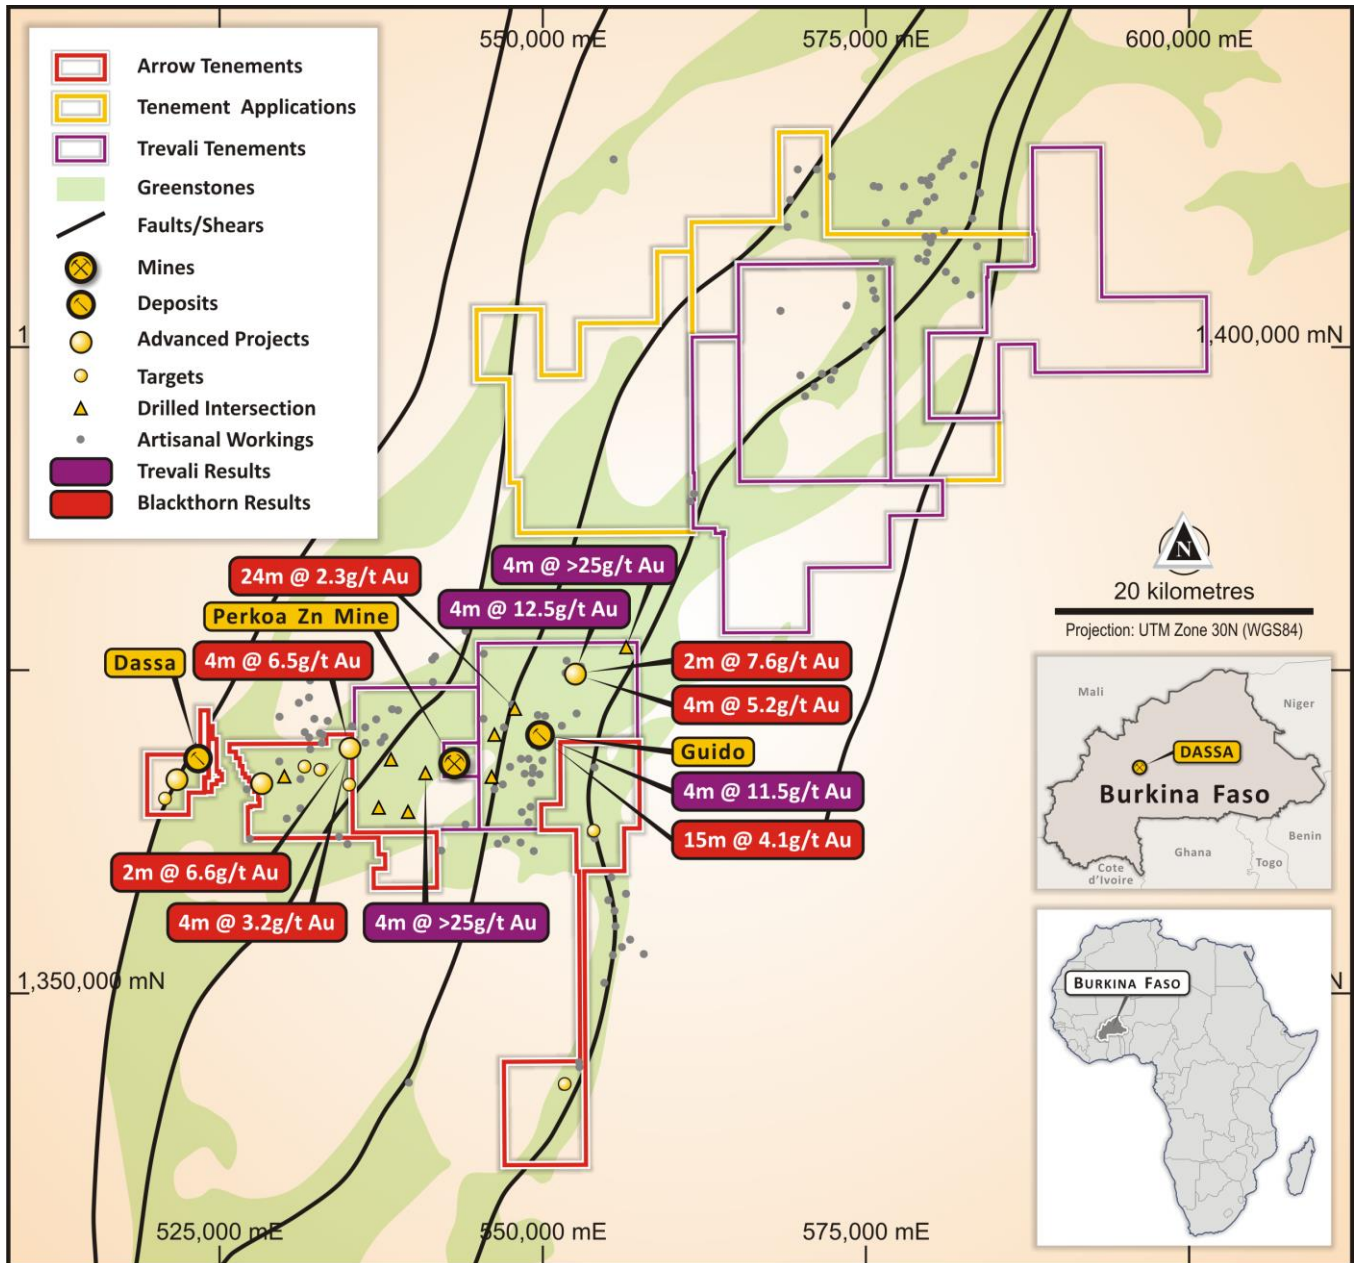 550,000 mE
575,000 mE
600,000 mE
Arrow Tenements
Tenement Applications
Trevali Tenements
Greenstones
Faults/Shears
Mines
Deposits
Advanced Projects
Targets
Drilled Intersection
Artisanal Workings
Trevali Results
Blackthorn Results
1
1,400,000 mN
4m @ >25g/t Au
24m @ 2.3g/t Au
4m @ 12.5g/t Au
Perkoa Zn Mine
Dassa
4m @ 6.5g/t Au
2m @ 7.6g/t Au
4m @ 5.2g/t Au
Guido
4m @ 11.5g/t Au
15m @ 4.1g/t Au
2m @ 6.6g/t Au
4m @ 3.2g/t Au
4m @ >25g/t Au
1,350,000 mN
N
525,000 mE
550,000 mE
575,000 mE
N
20 kilometres
Projection: UTM Zone 30N (WGS84)
Mali
Niger
DASSA
Burkina Faso
Benin
Ghana
Togo
Cote
d'Ivoire
BURKINA FASO